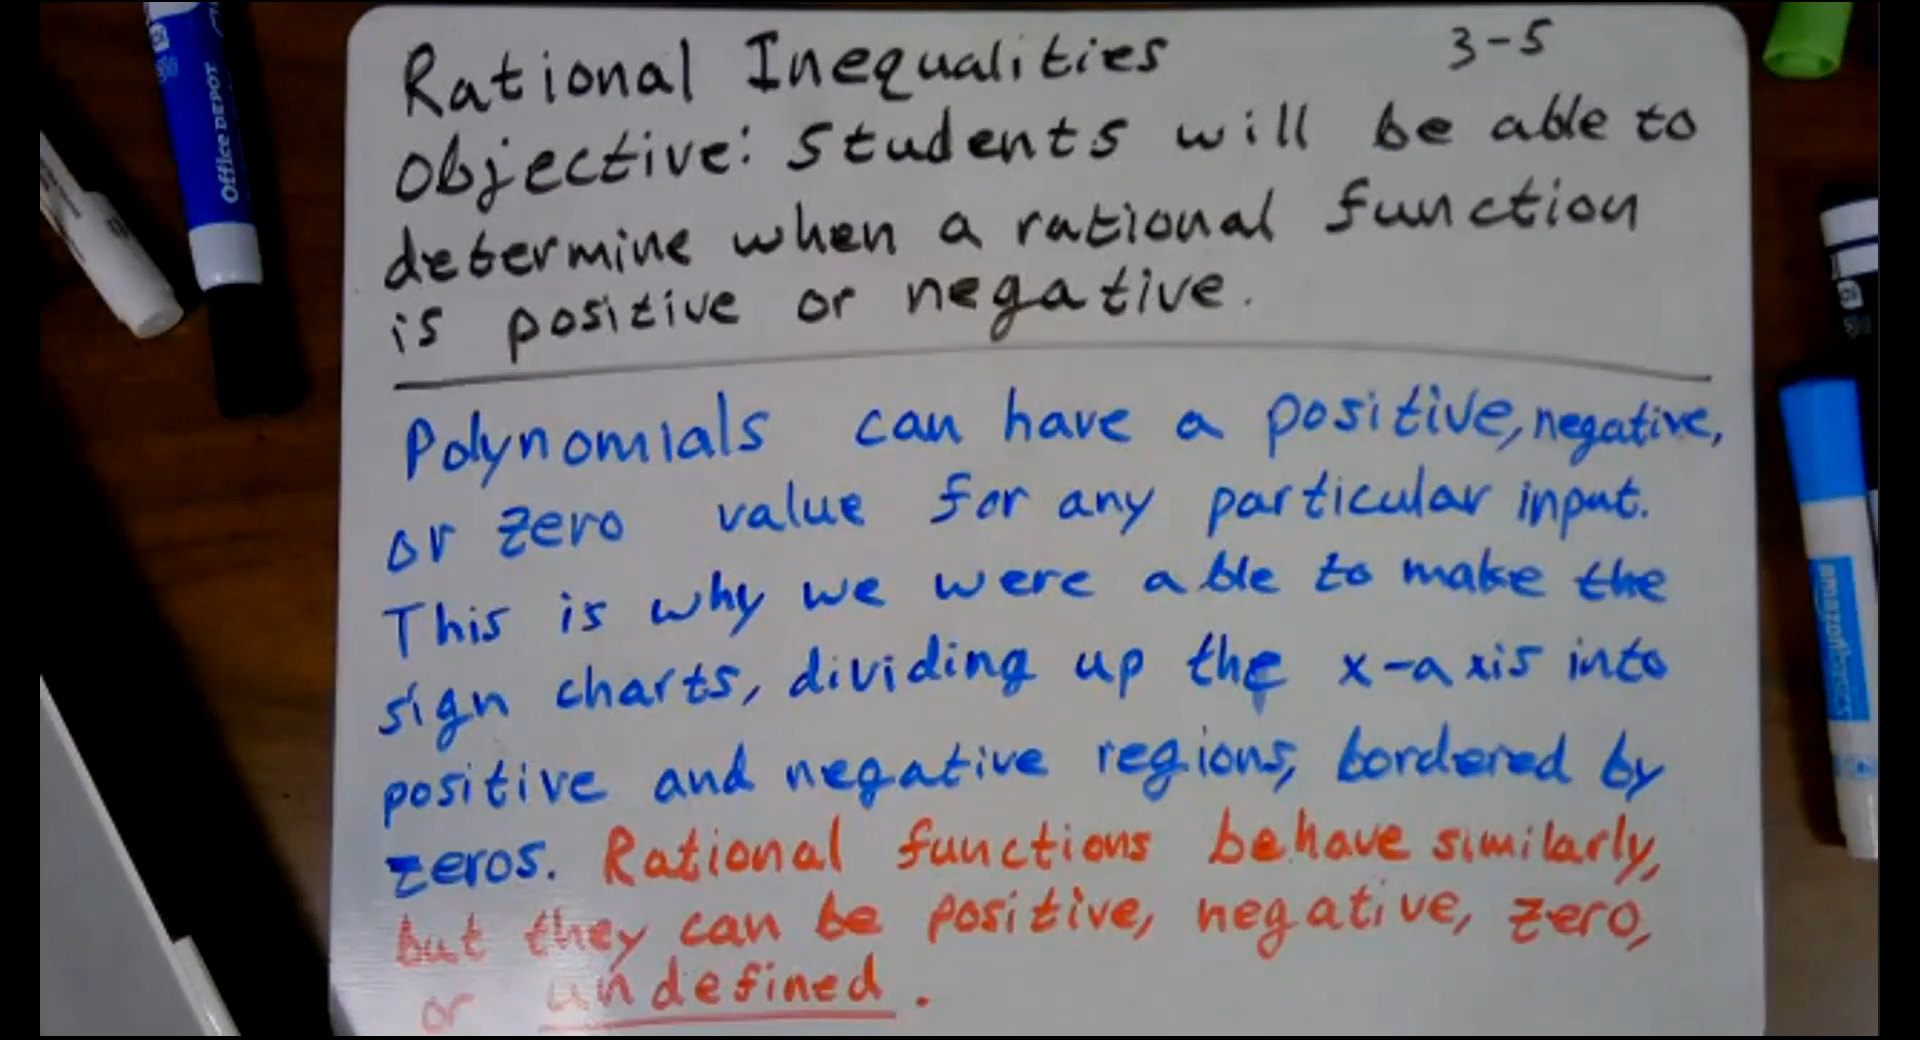 Rational Inequalities 3-5
Objective: Students will be able to
determine when a rational function
is positive or negative.
Polynomials can have a positive, negative,
or zero value for any particular input.
This is why we were able to make the
sign charts, dividing up the x-axis into
positive and negative regions, bordered by
zeros. Rational functions behave similarly,
but they can be positive, negative, zero,
or undefined.
Office DEPOT
amazonbasics